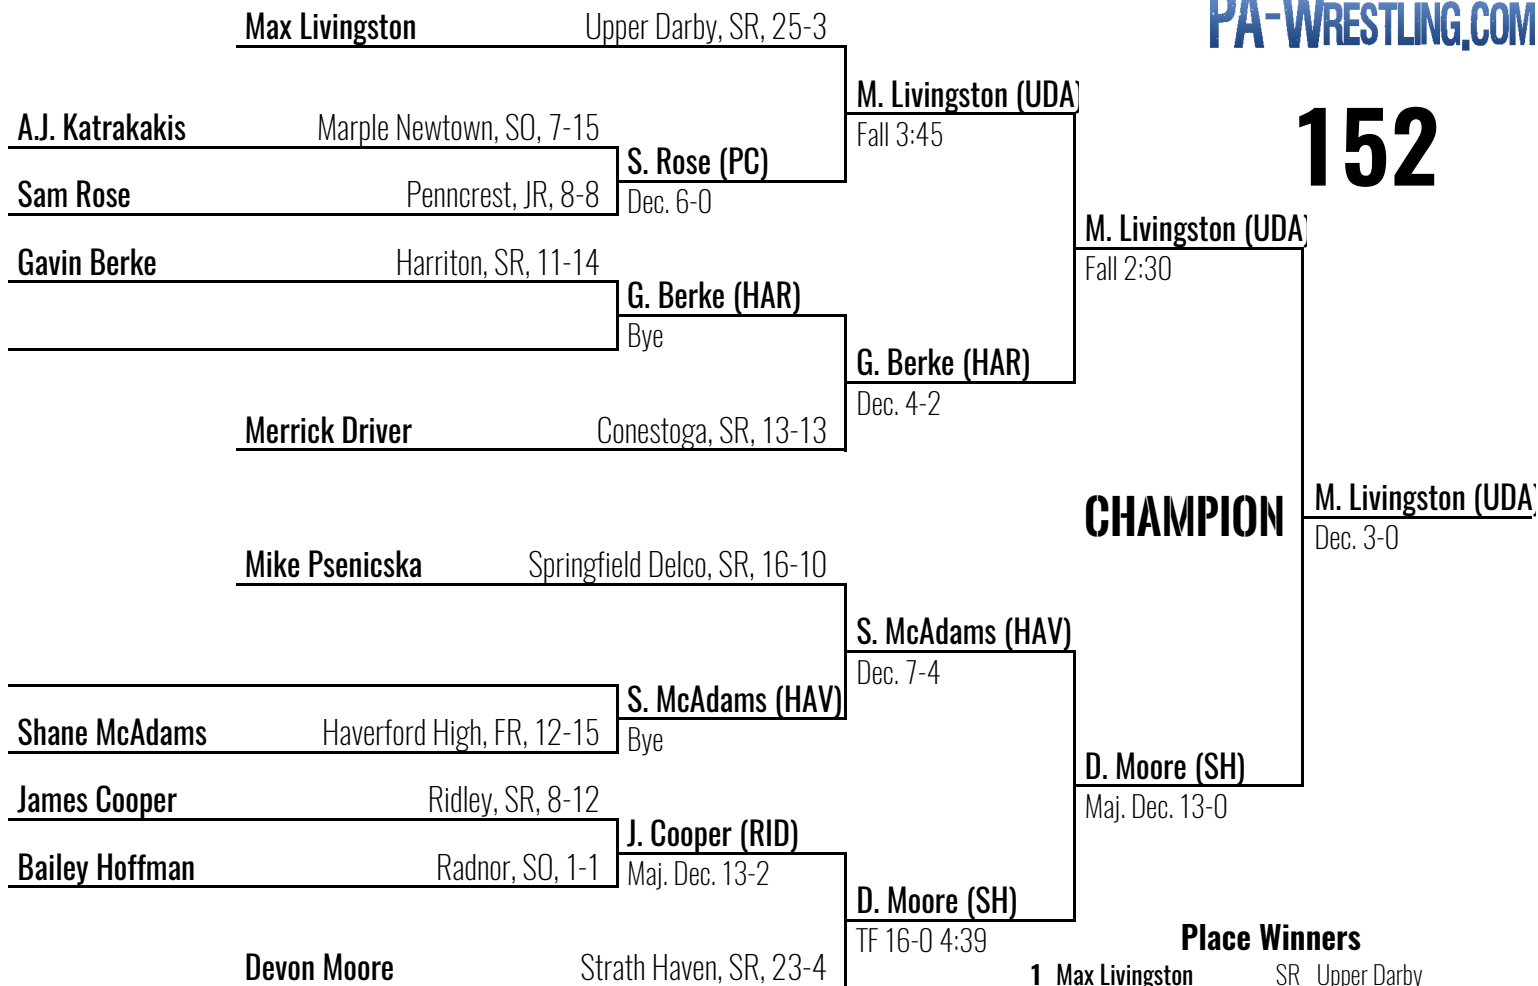 PA-WRESTLING.COM
Max Livingston Upper Darby, SR, 25-3
M. Livingston (UDA)
Fall 3:45
152
A.J. Katrakakis Marple Newtown, SO, 7-15
S. Rose (PC)
Dec. 6-0
Sam Rose Penncrest, JR, 8-8
M. Livingston (UDA)
Fall 2:30
Gavin Berke Harriton, SR, 11-14
G. Berke (HAR)
Bye
G. Berke (HAR)
Dec. 4-2
Merrick Driver Conestoga, SR, 13-13
CHAMPION
M. Livingston (UDA)
Dec. 3-0
Mike Psenicska Springfield Delco, SR, 16-10
S. McAdams (HAV)
Dec. 7-4
S. McAdams (HAV)
Bye
Shane McAdams Haverford High, FR, 12-15
D. Moore (SH)
Maj. Dec. 13-0
James Cooper Ridley, SR, 8-12
J. Cooper (RID)
Maj. Dec. 13-2
Bailey Hoffman Radnor, SO, 1-1
D. Moore (SH)
TF 16-0 4:39
Devon Moore Strath Haven, SR, 23-4
Place Winners
1 Max Livingston SR Upper Darby